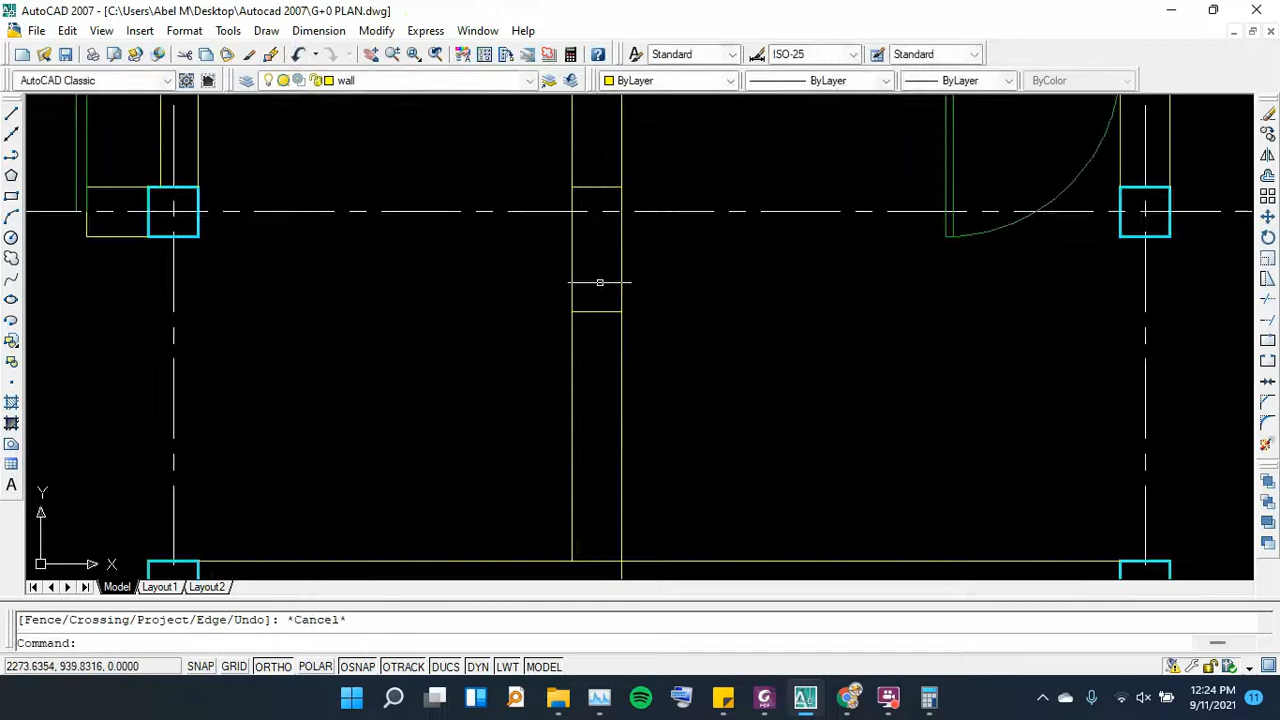 AutoCAD 2007 - [C:\Users\Abel M\Desktop\Autocad 2007\G+0 PLAN.dwg]
File Edit View Insert Format Tools Draw Dimension Modify Express Window Help
Standard ISO-25 Standard
AutoCAD Classic wall ByLayer ByLayer ByLayer ByColor
A
Y
X
Model Layout1 Layout2
[Fence/Crossing/Project/Edge/Undo]: *Cancel*
Command:
2273.6354, 939.8316, 0.0000 SNAP GRID ORTHO POLAR OSNAP OTRACK DUCS DYN LWT MODEL
12:24 PM
9/11/2021